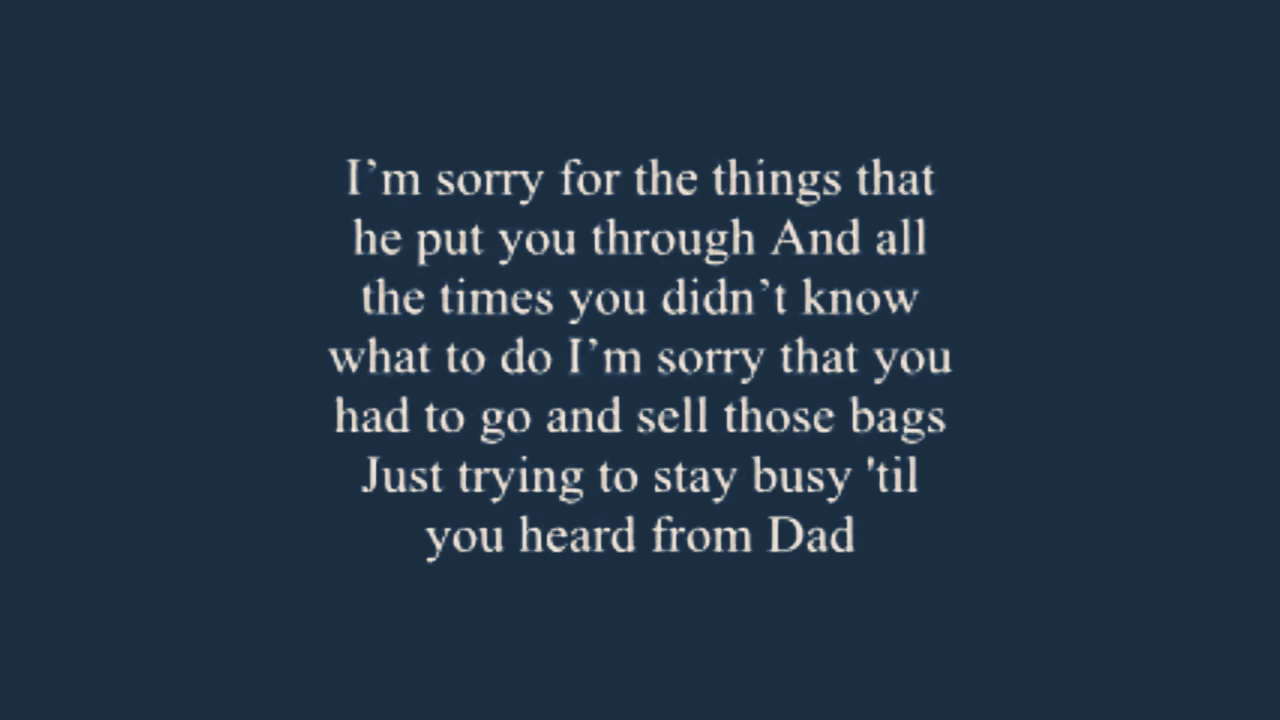 I’m sorry for the things that
he put you through And all
the times you didn’t know
what to do I’m sorry that you
had to go and sell those bags
Just trying to stay busy 'til
you heard from Dad